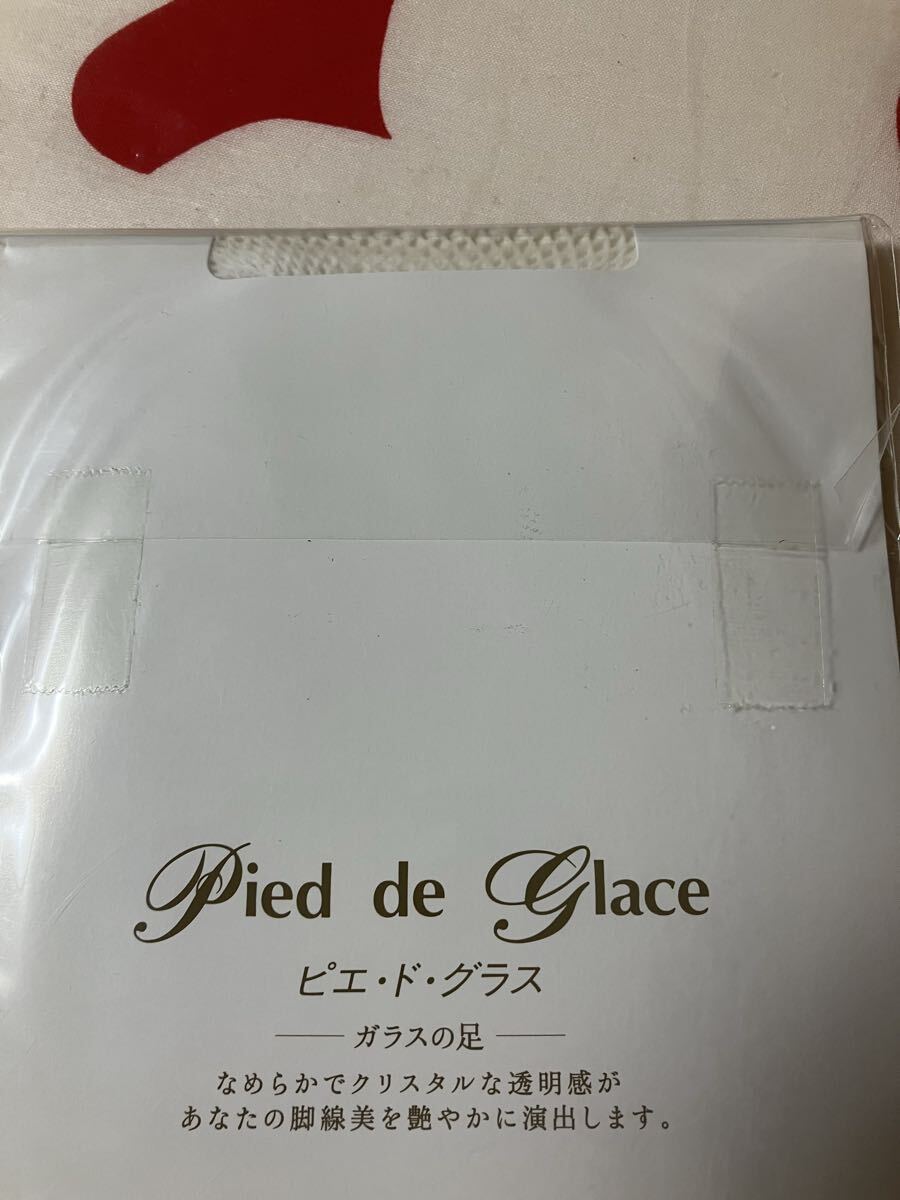 Pied de Glace
ピエ・ド・グラス
ガラスの足
なめらかでクリスタルな透明感が
あなたの脚線美を艶やかに演出します。